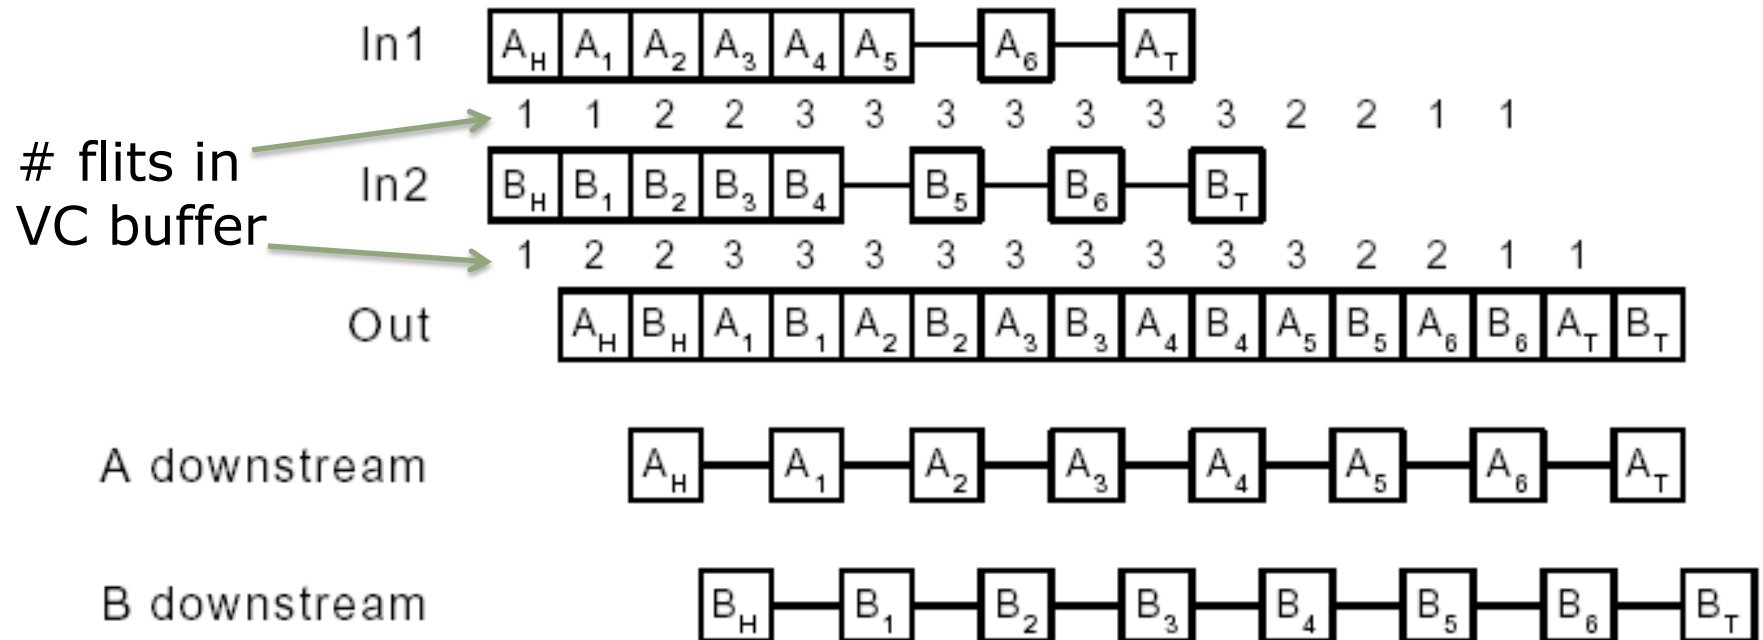 In1 A_H A_1 A_2 A_3 A_4 A_5 A_6 A_T
1 1 2 2 3 3 3 3 3 3 3 2 2 1 1
# flits in
VC buffer
In2 B_H B_1 B_2 B_3 B_4 B_5 B_6 B_T
1 2 2 3 3 3 3 3 3 3 3 3 2 2 1 1
Out A_H B_H A_1 B_1 A_2 B_2 A_3 B_3 A_4 B_4 A_5 B_5 A_6 B_6 A_T B_T
A downstream A_H A_1 A_2 A_3 A_4 A_5 A_6 A_T
B downstream B_H B_1 B_2 B_3 B_4 B_5 B_6 B_T